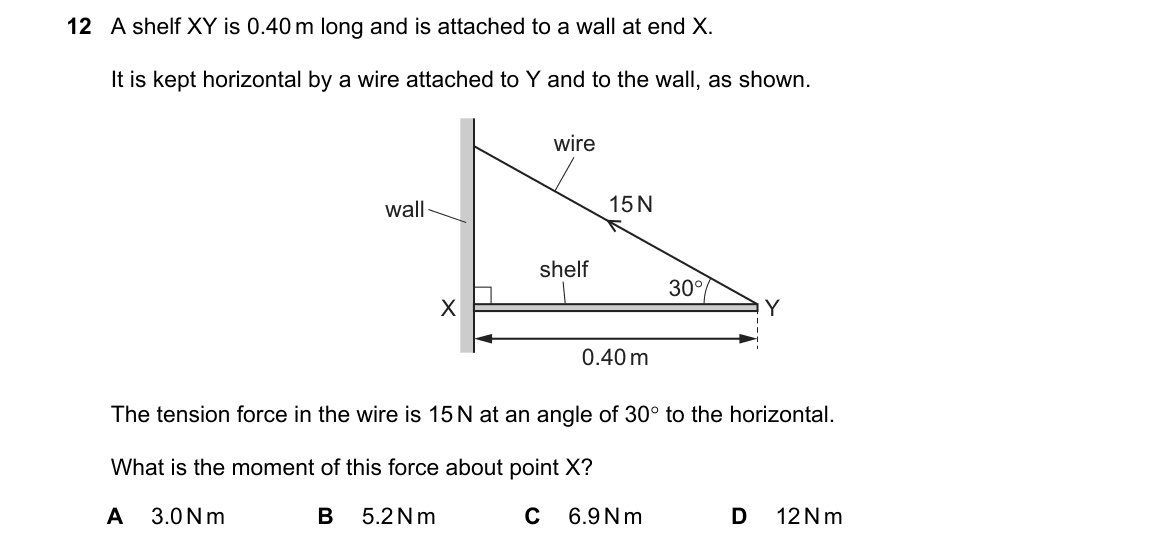 12 A shelf XY is 0.40 m long and is attached to a wall at end X.
It is kept horizontal by a wire attached to Y and to the wall, as shown.
wire
wall
15 N
shelf
30°
X
Y
0.40 m
The tension force in the wire is 15 N at an angle of 30° to the horizontal.
What is the moment of this force about point X?
A 3.0 N m B 5.2 N m C 6.9 N m D 12 N m